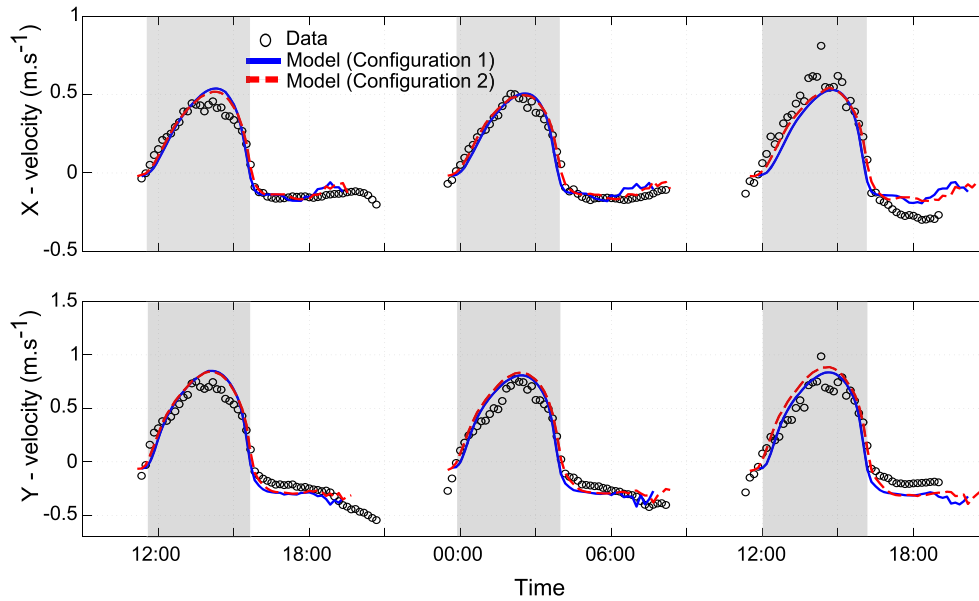 1
0.5
0
-0.5
X - velocity (m.s⁻¹)
Data
Model (Configuration 1)
Model (Configuration 2)
1.5
1
0.5
0
-0.5
Y - velocity (m.s⁻¹)
12:00 18:00 00:00 06:00 12:00 18:00
Time